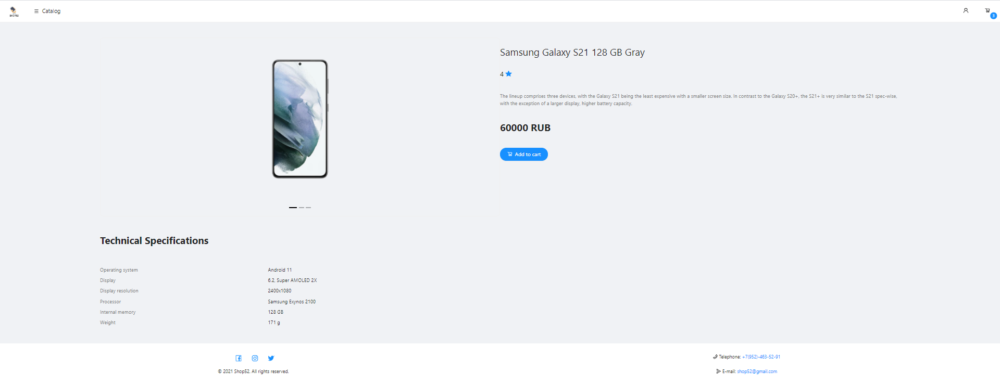 SHOP52
Catalog
3
Samsung Galaxy S21 128 GB Gray
4
The lineup comprises three devices, with the Galaxy S21 being the least expensive with a smaller screen size. In contrast to the Galaxy S20+, the S21+ is very similar to the S21 spec-wise,
with the exception of a larger display, higher battery capacity.
60000 RUB
Add to cart
Technical Specifications
Operating system Android 11
Display 6.2, Super AMOLED 2X
Display resolution 2400x1080
Processor Samsung Exynos 2100
Internal memory 128 GB
Weight 171 g
© 2021 Shop52. All rights reserved.
Telephone: +7(952)-463-52-91
E-mail: shop52@gmail.com